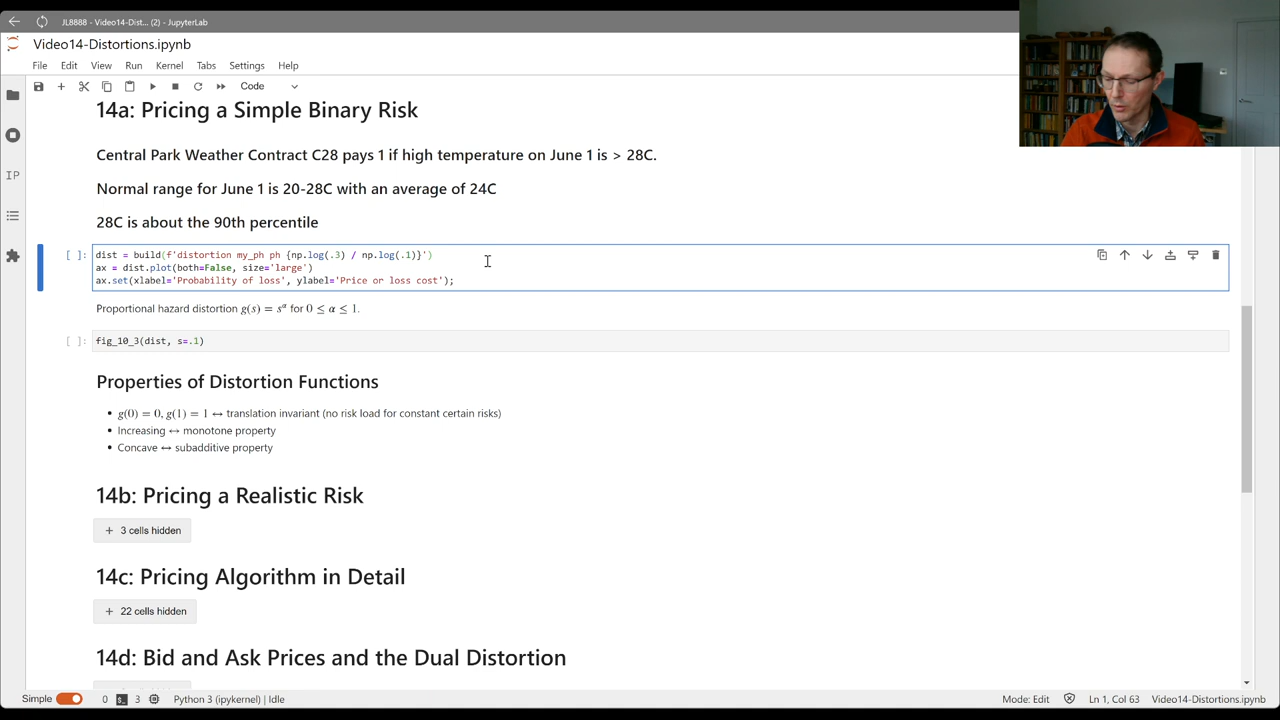 JL8888 - Video14-Dist... (2) - JupyterLab
Video14-Distortions.ipynb
File Edit View Run Kernel Tabs Settings Help
Code
14a: Pricing a Simple Binary Risk
Central Park Weather Contract C28 pays 1 if high temperature on June 1 is > 28C.
Normal range for June 1 is 20-28C with an average of 24C
28C is about the 90th percentile
[ ]: dist = build(f'distortion my_ph ph {np.log(.3) / np.log(.1)}')
ax = dist.plot(both=False, size='large')
ax.set(xlabel='Probability of loss', ylabel='Price or loss cost');
Proportional hazard distortion g(s) = s^α for 0 ≤ α ≤ 1.
[ ]: fig_10_3(dist, s=.1)
Properties of Distortion Functions
• g(0) = 0, g(1) = 1 ↔ translation invariant (no risk load for constant certain risks)
• Increasing ↔ monotone property
• Concave ↔ subadditive property
14b: Pricing a Realistic Risk
+ 3 cells hidden
14c: Pricing Algorithm in Detail
+ 22 cells hidden
14d: Bid and Ask Prices and the Dual Distortion
Simple 0 3 Python 3 (ipykernel) | Idle Mode: Edit Ln 1, Col 63 Video14-Distortions.ipynb